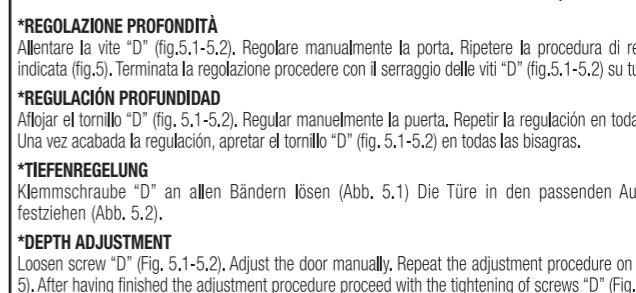 *REGOLAZIONE PROFONDITÀ
Allentare la vite “D” (fig.5.1-5.2). Regolare manualmente la porta. Ripetere la procedura di re
indicata (fig.5). Terminata la regolazione procedere con il serraggio delle viti “D” (fig.5.1-5.2) su tu
*REGULACIÓN PROFUNDIDAD
Aflojar el tornillo “D” (fig. 5.1-5.2). Regular manuelmente la puerta. Repetir la regulación en toda
Una vez acabada la regulación, apretar el tornillo “D” (fig. 5.1-5.2) en todas las bisagras.
*TIEFENREGELUNG
Klemmschraube “D” an allen Bändern lösen (Abb. 5.1) Die Türe in den passenden Au
festziehen (Abb. 5.2).
*DEPTH ADJUSTMENT
Loosen screw “D” (Fig. 5.1-5.2). Adjust the door manually. Repeat the adjustment procedure on
5). After having finished the adjustment procedure proceed with the tightening of screws “D” (Fig.